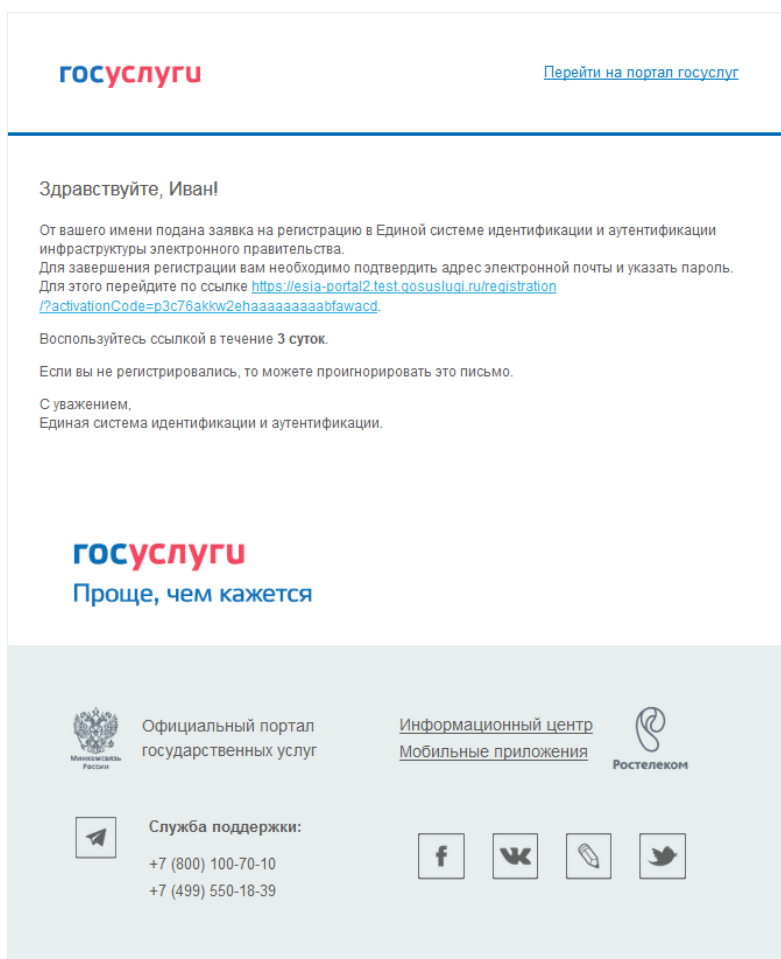 госуслуги
Перейти на портал госуслуг
Здравствуйте, Иван!
От вашего имени подана заявка на регистрацию в Единой системе идентификации и аутентификации
инфраструктуры электронного правительства.
Для завершения регистрации вам необходимо подтвердить адрес электронной почты и указать пароль.
Для этого перейдите по ссылке https://esia-portal2.test.gosuslugi.ru/registration
/?activationCode=p3c76akkw2ehaaaaaaaaabfawacd.
Воспользуйтесь ссылкой в течение 3 суток.
Если вы не регистрировались, то можете проигнорировать это письмо.
С уважением,
Единая система идентификации и аутентификации.
госуслуги
Проще, чем кажется
Минкомсвязь
России
Официальный портал
государственных услуг
Информационный центр
Мобильные приложения
Ростелеком
Служба поддержки:
+7 (800) 100-70-10
+7 (499) 550-18-39